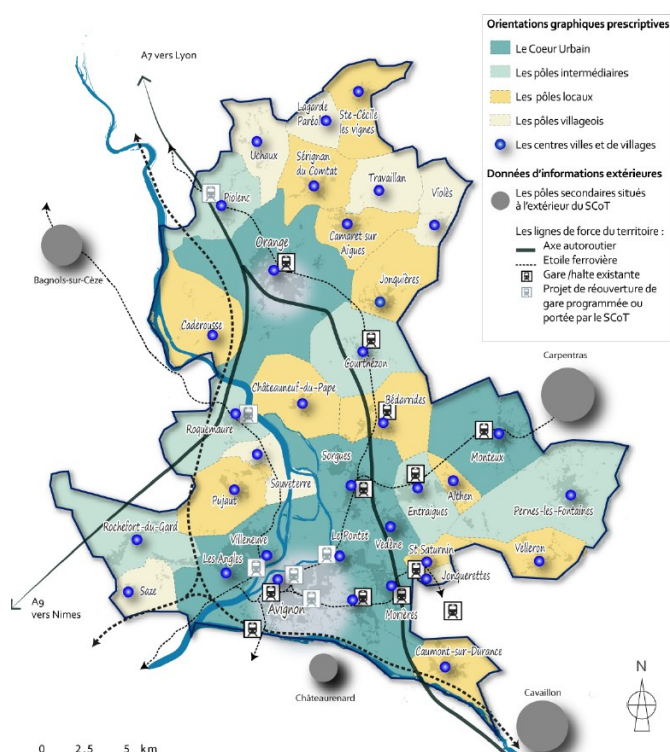 Orientations graphiques prescriptives
Le Coeur Urbain
Les pôles intermédiaires
Les pôles locaux
Les pôles villageois
Les centres villes et de villages
Données d'informations extérieures
Les pôles secondaires situés
à l'extérieur du SCoT
Les lignes de force du territoire :
Axe autoroutier
Etoile ferrovière
Gare/halte existante
Projet de réouverture de
gare programmée ou
portée par le SCoT
A7 vers Lyon
Lagarde
Paréol
Ste-Cécile
les vignes
Uchaux
Sérignan
du Comtat
Travaillan
Violès
Piolenc
Camaret sur
Aigues
Orange
Jonquières
Bagnols-sur-Cèze
Caderousse
Courthézon
Carpentras
Châteauneuf-du-Pape
Bédarrides
Roquemaure
Monteux
Sorgues
Sauveterre
Pujaut
Entraigues
Althen
Pernes-les-Fontaines
Rochefort-du-Gard
Villeneuve
Le Pontet
Vedène
Les Angles
St Saturnin
Velleron
Jonquerettes
Saze
Avignon
Morières
A9
vers Nimes
Caumont-sur-Durance
Châteaurenard
Cavaillon
N
0 2.5 5 km